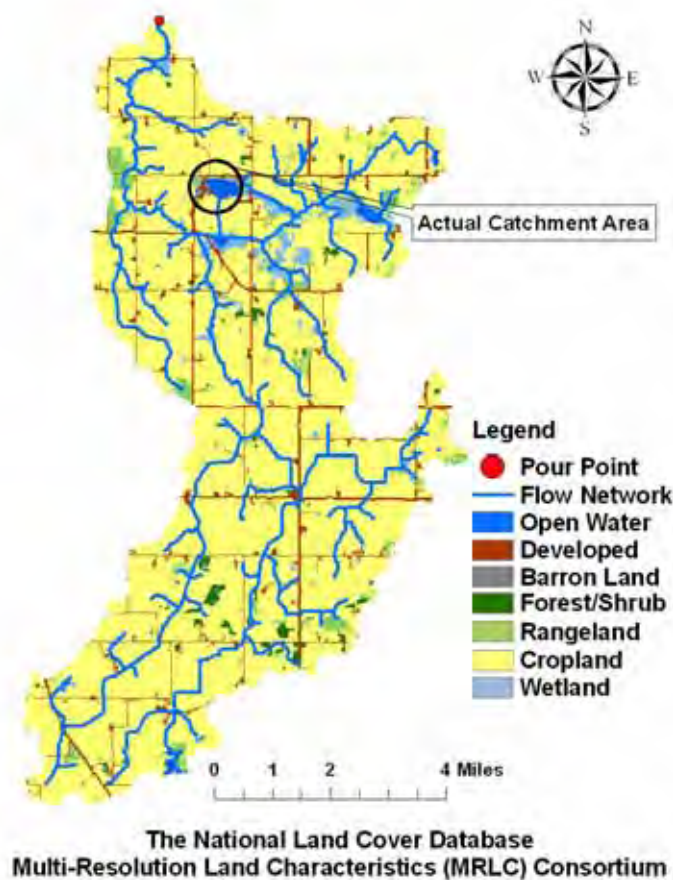 N
W E
S
Actual Catchment Area
Legend
Pour Point
Flow Network
Open Water
Developed
Barron Land
Forest/Shrub
Rangeland
Cropland
Wetland
0 1 2 4 Miles
The National Land Cover Database
Multi-Resolution Land Characteristics (MRLC) Consortium